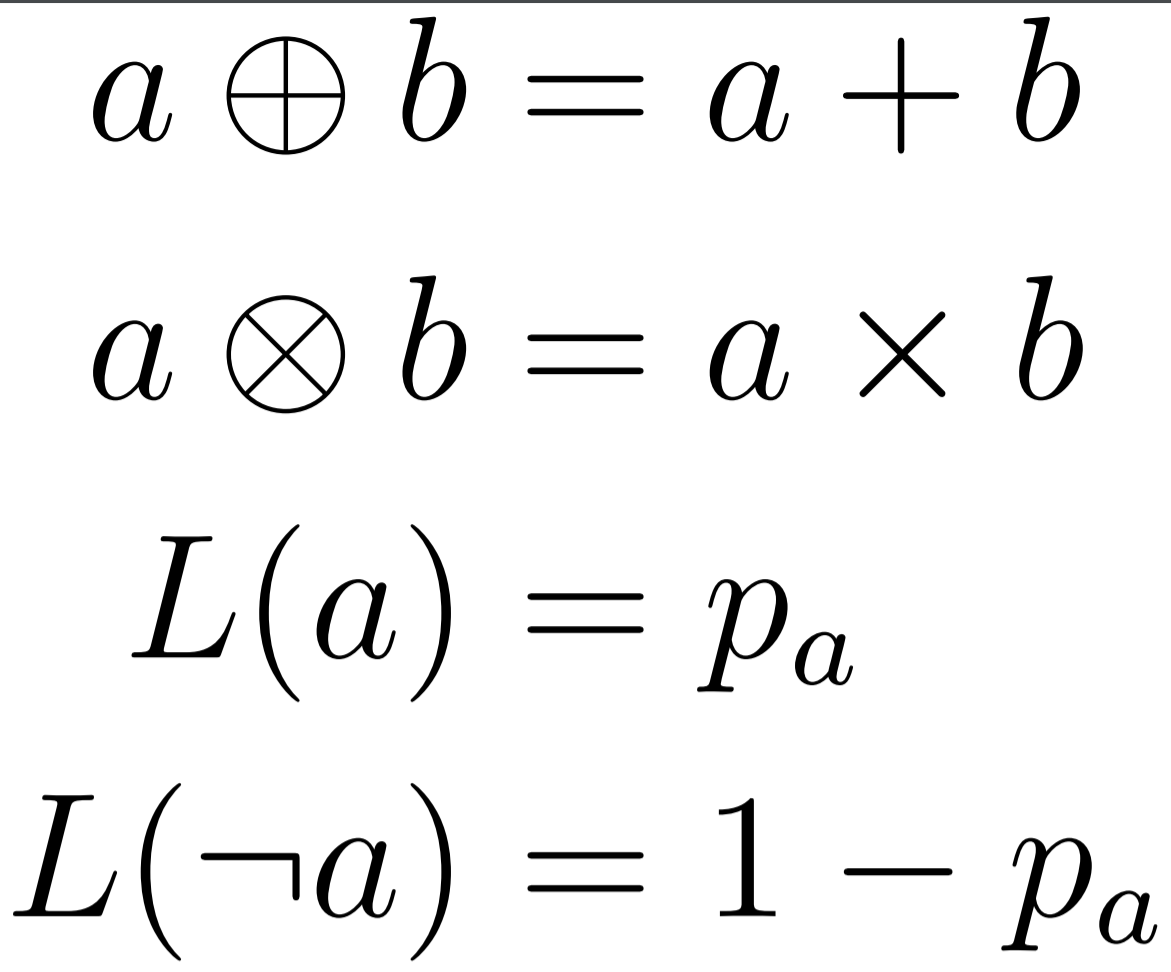 a ⊕ b = a + b
a ⊗ b = a × b
L(a) = pₐ
L(¬a) = 1 − pₐ